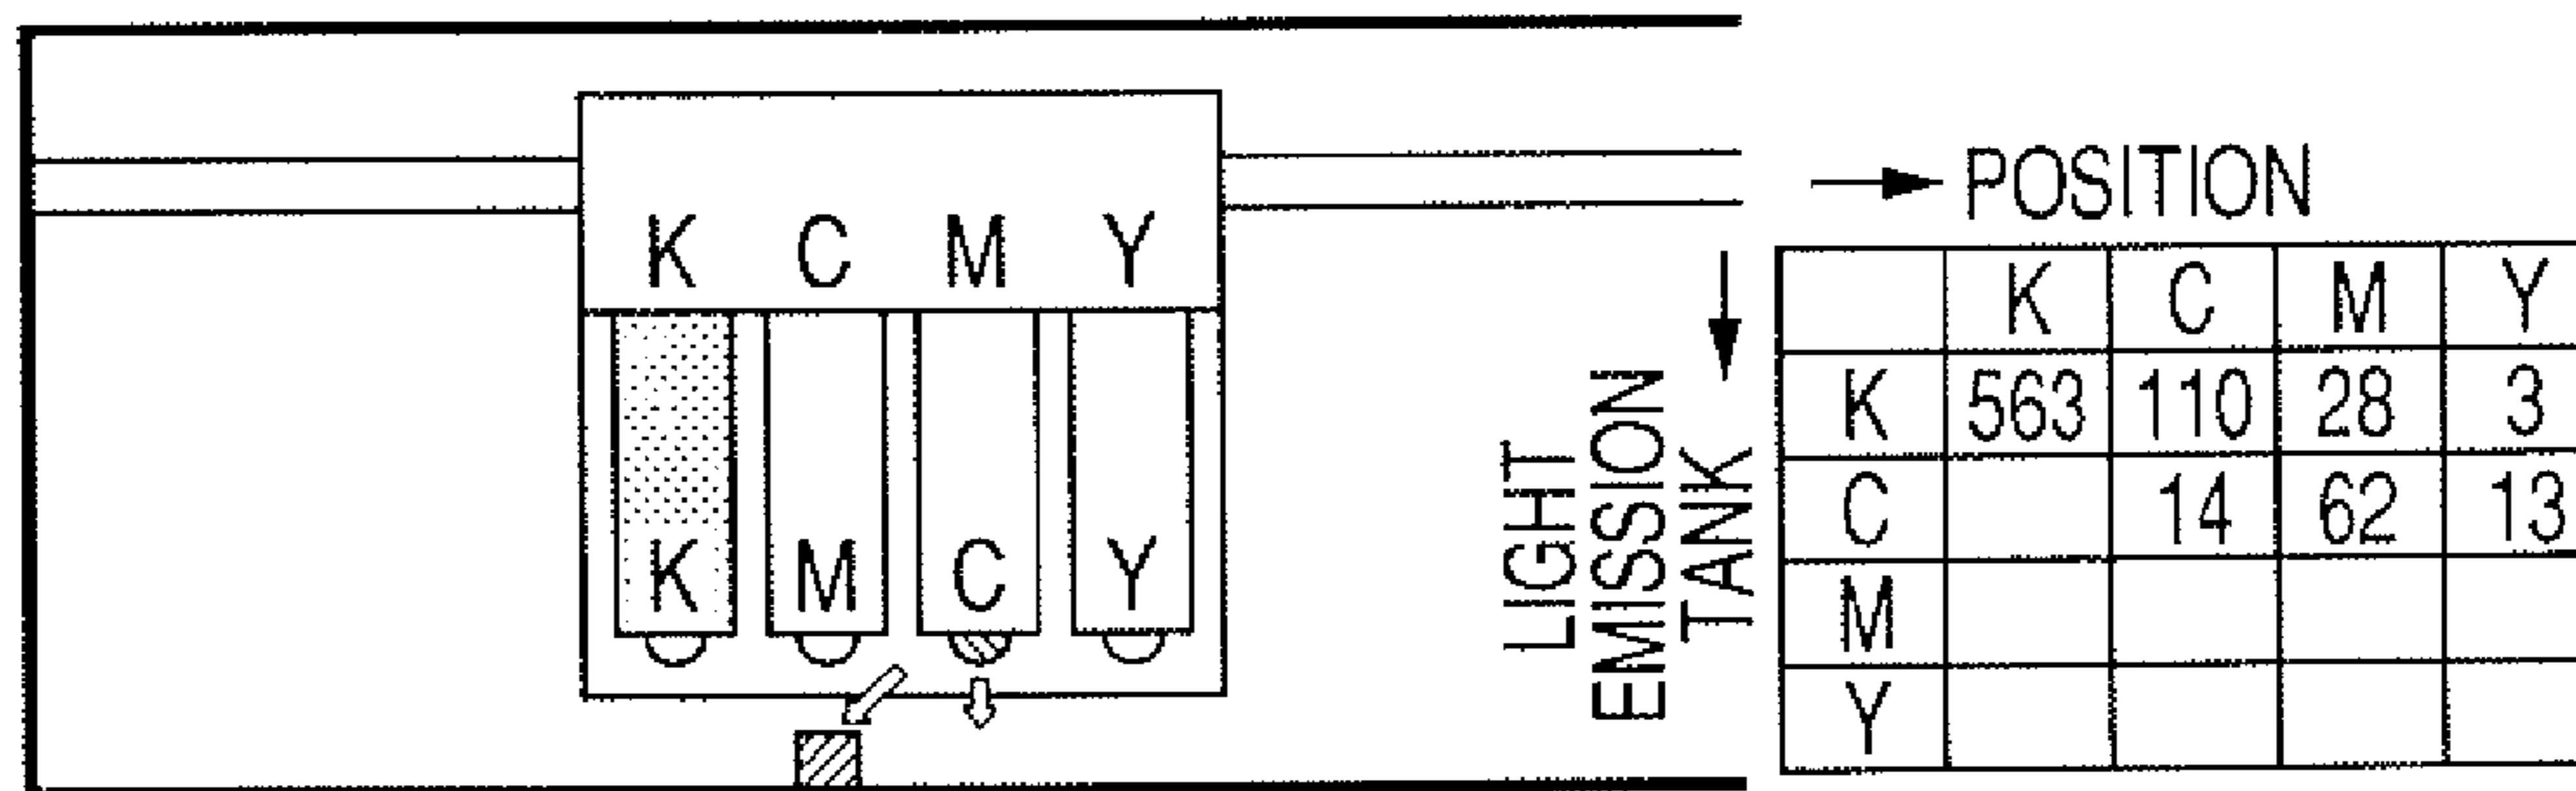 K C M Y
K M C Y
→ POSITION
LIGHT
EMISSION
TANK
K C M Y
K 563 110 28 3
C 14 62 13
M
Y